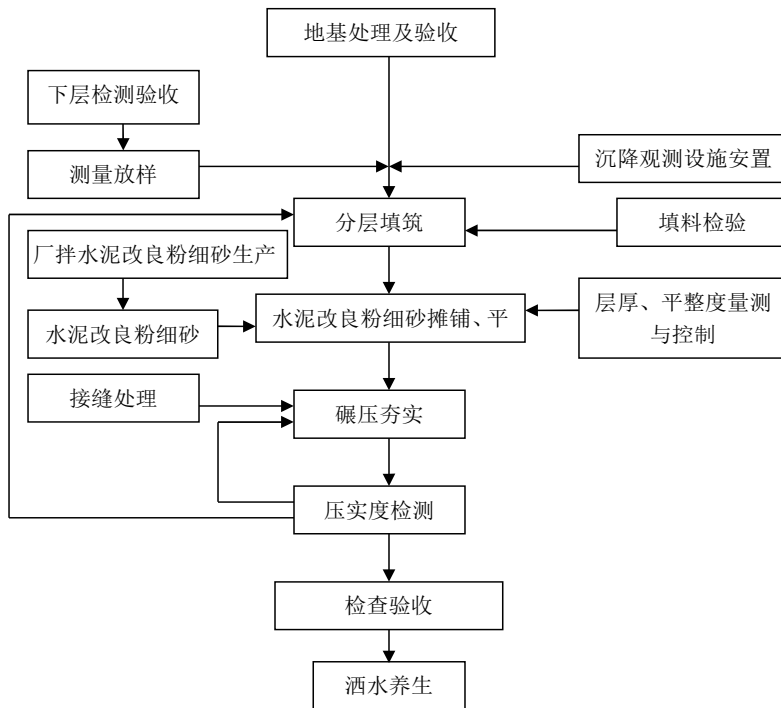 地基处理及验收
下层检测验收
测量放样
沉降观测设施安置
分层填筑
填料检验
厂拌水泥改良粉细砂生产
水泥改良粉细砂
水泥改良粉细砂摊铺、平
层厚、平整度量测
与控制
接缝处理
碾压夯实
压实度检测
检查验收
洒水养生